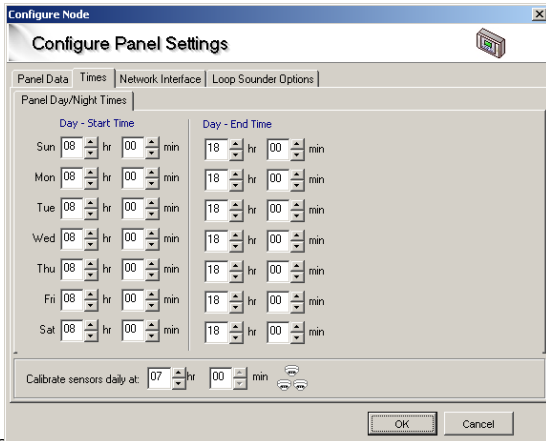 Configure Node
Configure Panel Settings
Panel Data Times Network Interface Loop Sounder Options
Panel Day/Night Times
Day - Start Time Day - End Time
Sun 08 hr 00 min 18 hr 00 min
Mon 08 hr 00 min 18 hr 00 min
Tue 08 hr 00 min 18 hr 00 min
Wed 08 hr 00 min 18 hr 00 min
Thu 08 hr 00 min 18 hr 00 min
Fri 08 hr 00 min 18 hr 00 min
Sat 08 hr 00 min 18 hr 00 min
Calibrate sensors daily at: 07 hr 00 min
OK Cancel